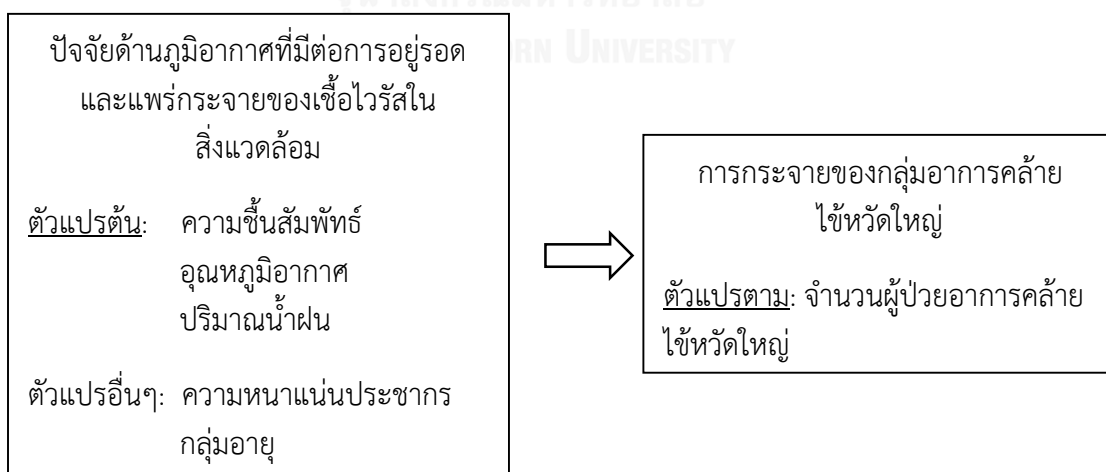 RN UNIVERSITY
ปัจจัยด้านภูมิอากาศที่มีต่อการอยู่รอด
และแพร่กระจายของเชื้อไวรัสใน
สิ่งแวดล้อม
ตัวแปรต้น: ความชื้นสัมพัทธ์
อุณหภูมิอากาศ
ปริมาณน้ำฝน
ตัวแปรอื่นๆ: ความหนาแน่นประชากร
กลุ่มอายุ
การกระจายของกลุ่มอาการคล้าย
ไข้หวัดใหญ่
ตัวแปรตาม: จำนวนผู้ป่วยอาการคล้าย
ไข้หวัดใหญ่